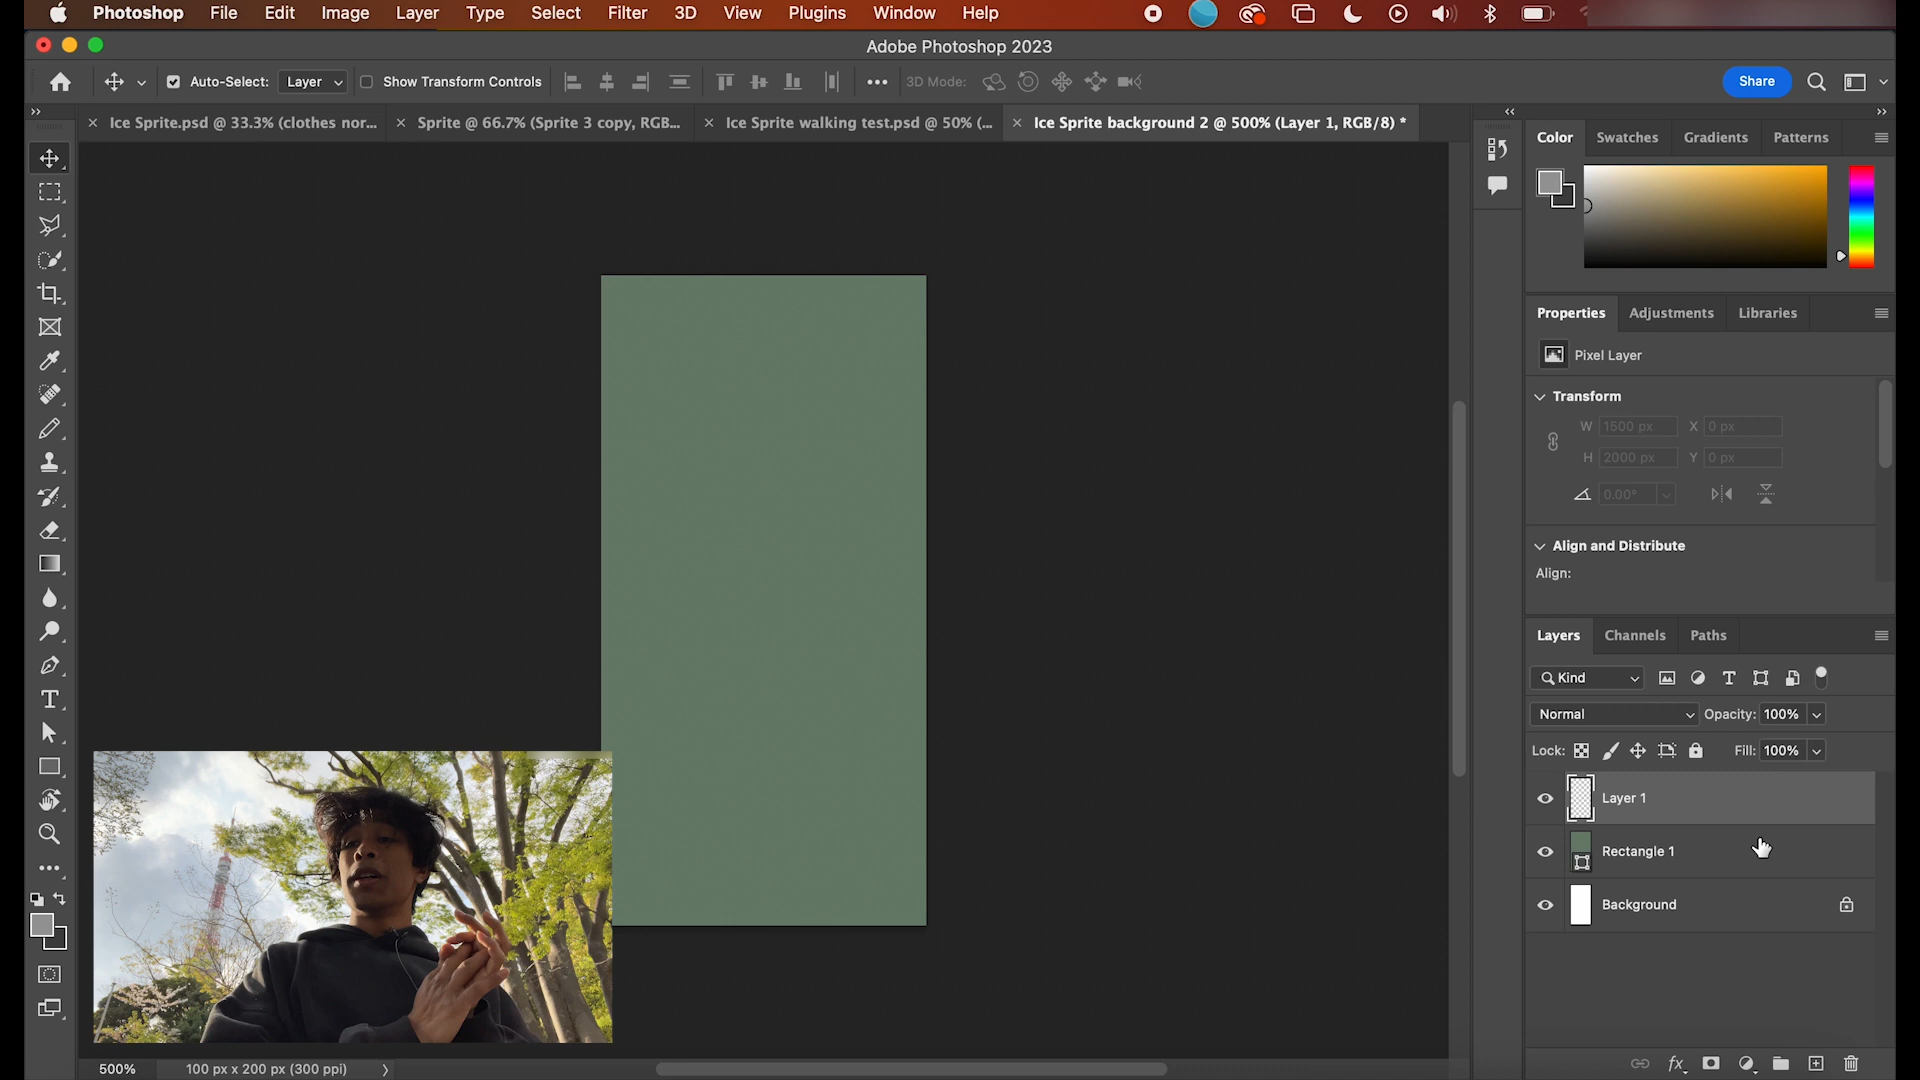 Photoshop File Edit Image Layer Type Select Filter 3D View Plugins Window Help
Adobe Photoshop 2023
Auto-Select: Layer Show Transform Controls 3D Mode: Share
Ice Sprite.psd @ 33.3% (clothes nor... Sprite @ 66.7% (Sprite 3 copy, RGB... Ice Sprite walking test.psd @ 50% (... Ice Sprite background 2 @ 500% (Layer 1, RGB/8) *
Color Swatches Gradients Patterns
Properties Adjustments Libraries
Pixel Layer
Transform
W 1500 px X 0 px
H 2000 px Y 0 px
0.00°
Align and Distribute
Align:
Layers Channels Paths
Kind
Normal Opacity: 100%
Lock: Fill: 100%
Layer 1
Rectangle 1
Background
fx
500% 100 px x 200 px (300 ppi)